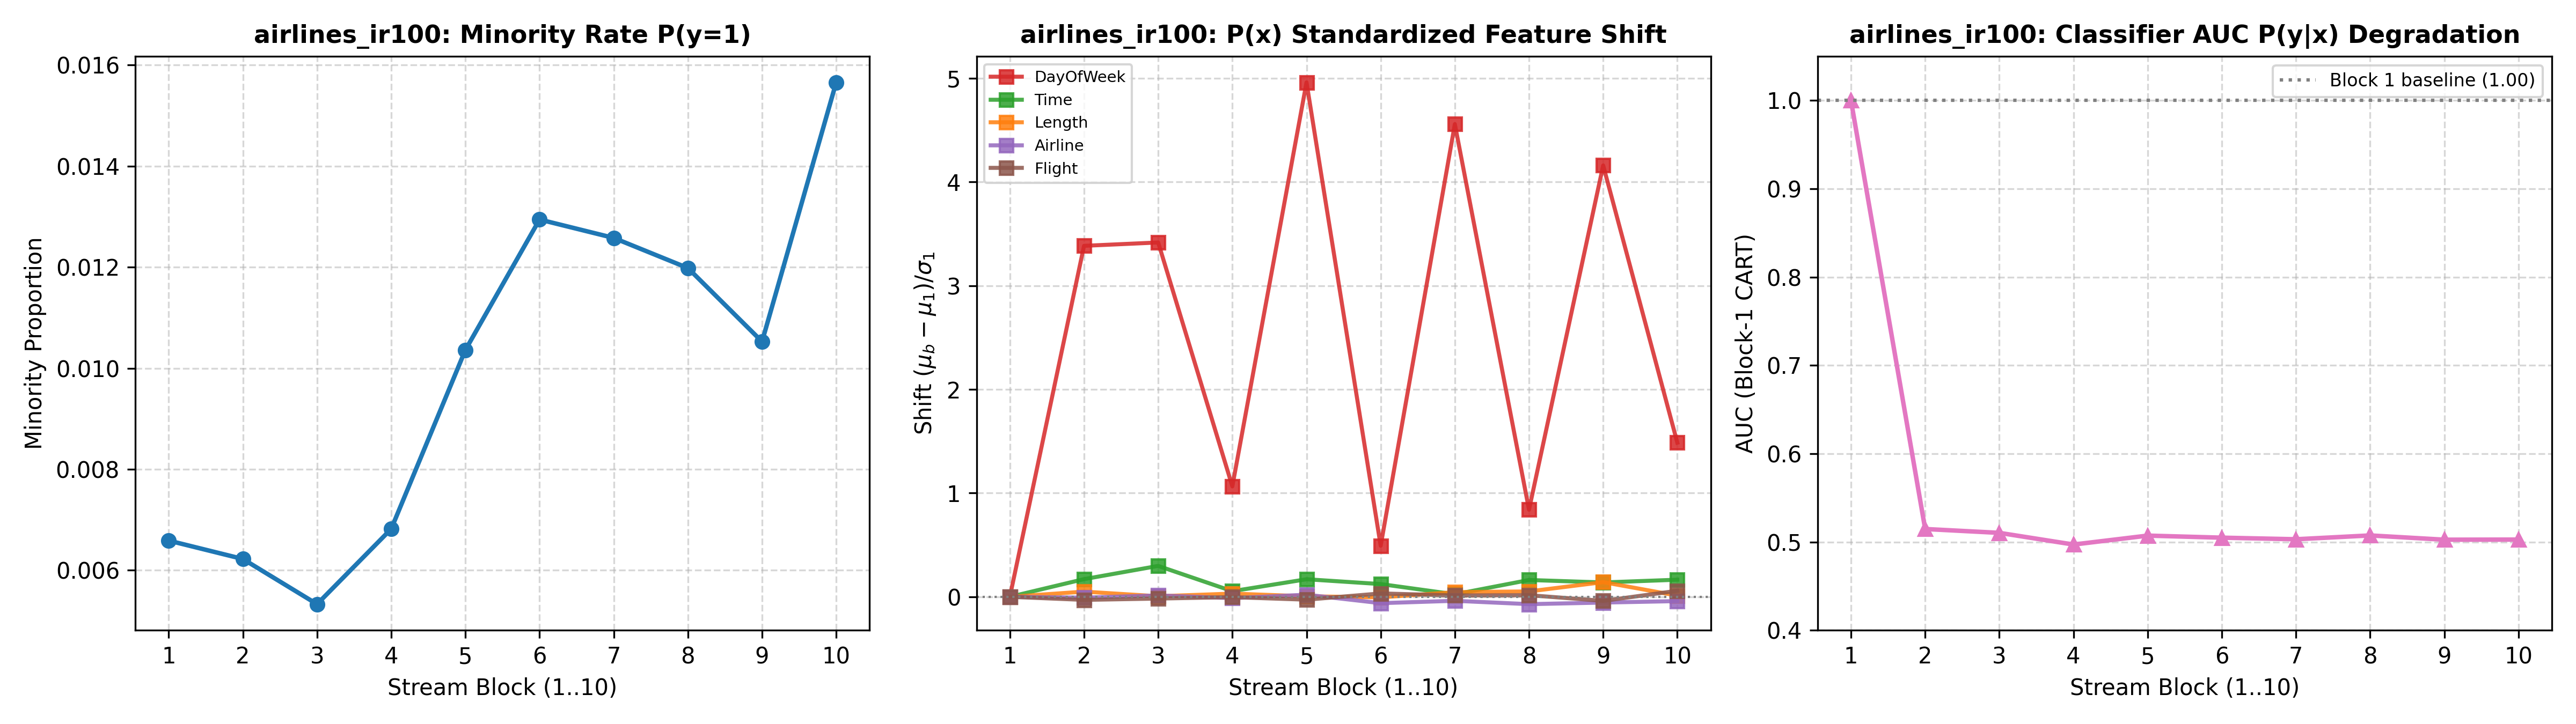 airlines_ir100: Minority Rate P(y=1)
0.016
0.014
0.012
0.010
0.008
0.006
Minority Proportion
1 2 3 4 5 6 7 8 9 10
Stream Block (1..10)
airlines_ir100: P(x) Standardized Feature Shift
DayOfWeek
Time
Length
Airline
Flight
5
4
3
2
1
0
Shift (μb − μ1)/σ1
1 2 3 4 5 6 7 8 9 10
Stream Block (1..10)
airlines_ir100: Classifier AUC P(y|x) Degradation
Block 1 baseline (1.00)
1.0
0.9
0.8
0.7
0.6
0.5
0.4
AUC (Block-1 CART)
1 2 3 4 5 6 7 8 9 10
Stream Block (1..10)